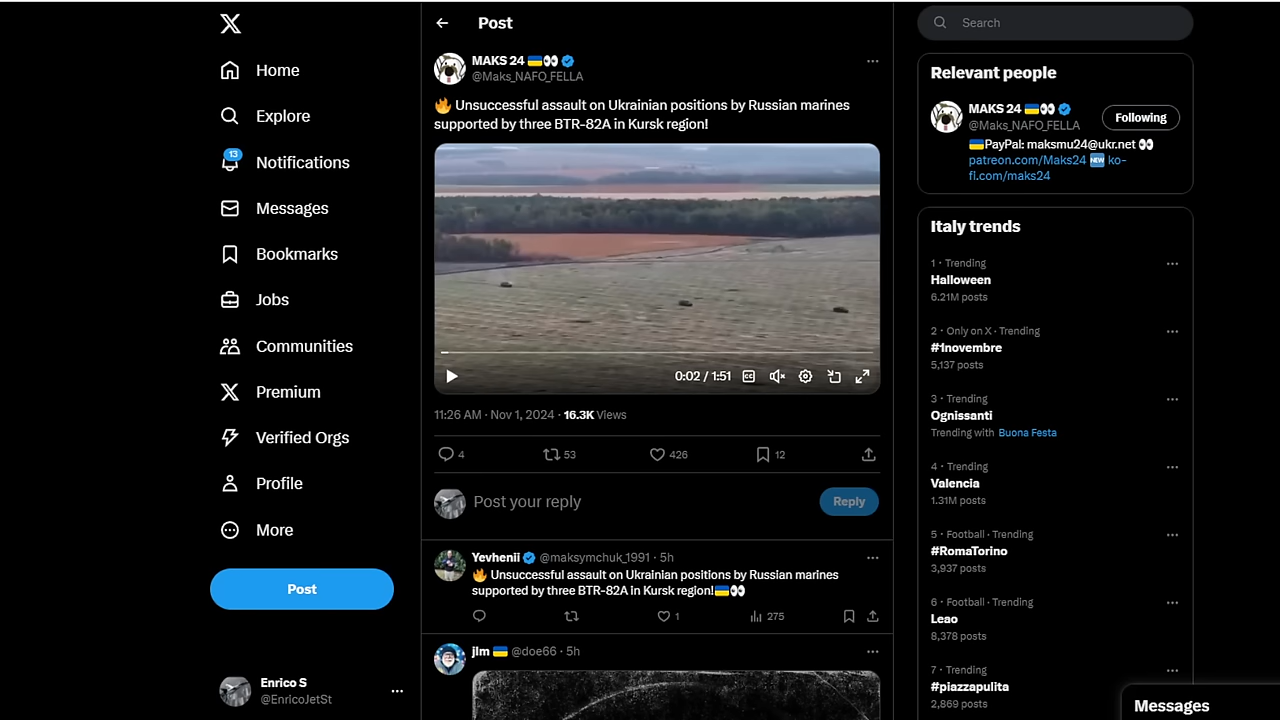 Home
Explore
13
Notifications
Messages
Bookmarks
Jobs
Communities
Premium
Verified Orgs
Profile
More
Post
Enrico S
@EnricoJetSt
Post
MAKS 24 🇺🇦👀
@Maks_NAFO_FELLA
🔥 Unsuccessful assault on Ukrainian positions by Russian marines
supported by three BTR-82A in Kursk region!
0:02 / 1:51
CC
11:26 AM · Nov 1, 2024 · 16.3K Views
4 53 426 12
Post your reply
Reply
Yevhenii @maksymchuk_1991 · 5h
🔥 Unsuccessful assault on Ukrainian positions by Russian marines
supported by three BTR-82A in Kursk region!🇺🇦👀
1 275
jlm 🇺🇦 @doe66 · 5h
Search
Relevant people
MAKS 24 🇺🇦👀
@Maks_NAFO_FELLA
Following
🇺🇦PayPal: maksmu24@ukr.net 👀
patreon.com/Maks24 🆕 ko-
fi.com/maks24
Italy trends
1 · Trending
Halloween
6.21M posts
2 · Only on X · Trending
#1novembre
5,137 posts
3 · Trending
Ognissanti
Trending with Buona Festa
4 · Trending
Valencia
1.31M posts
5 · Football · Trending
#RomaTorino
3,937 posts
6 · Football · Trending
Leao
8,378 posts
7 · Trending
#piazzapulita
2,869 posts
Messages